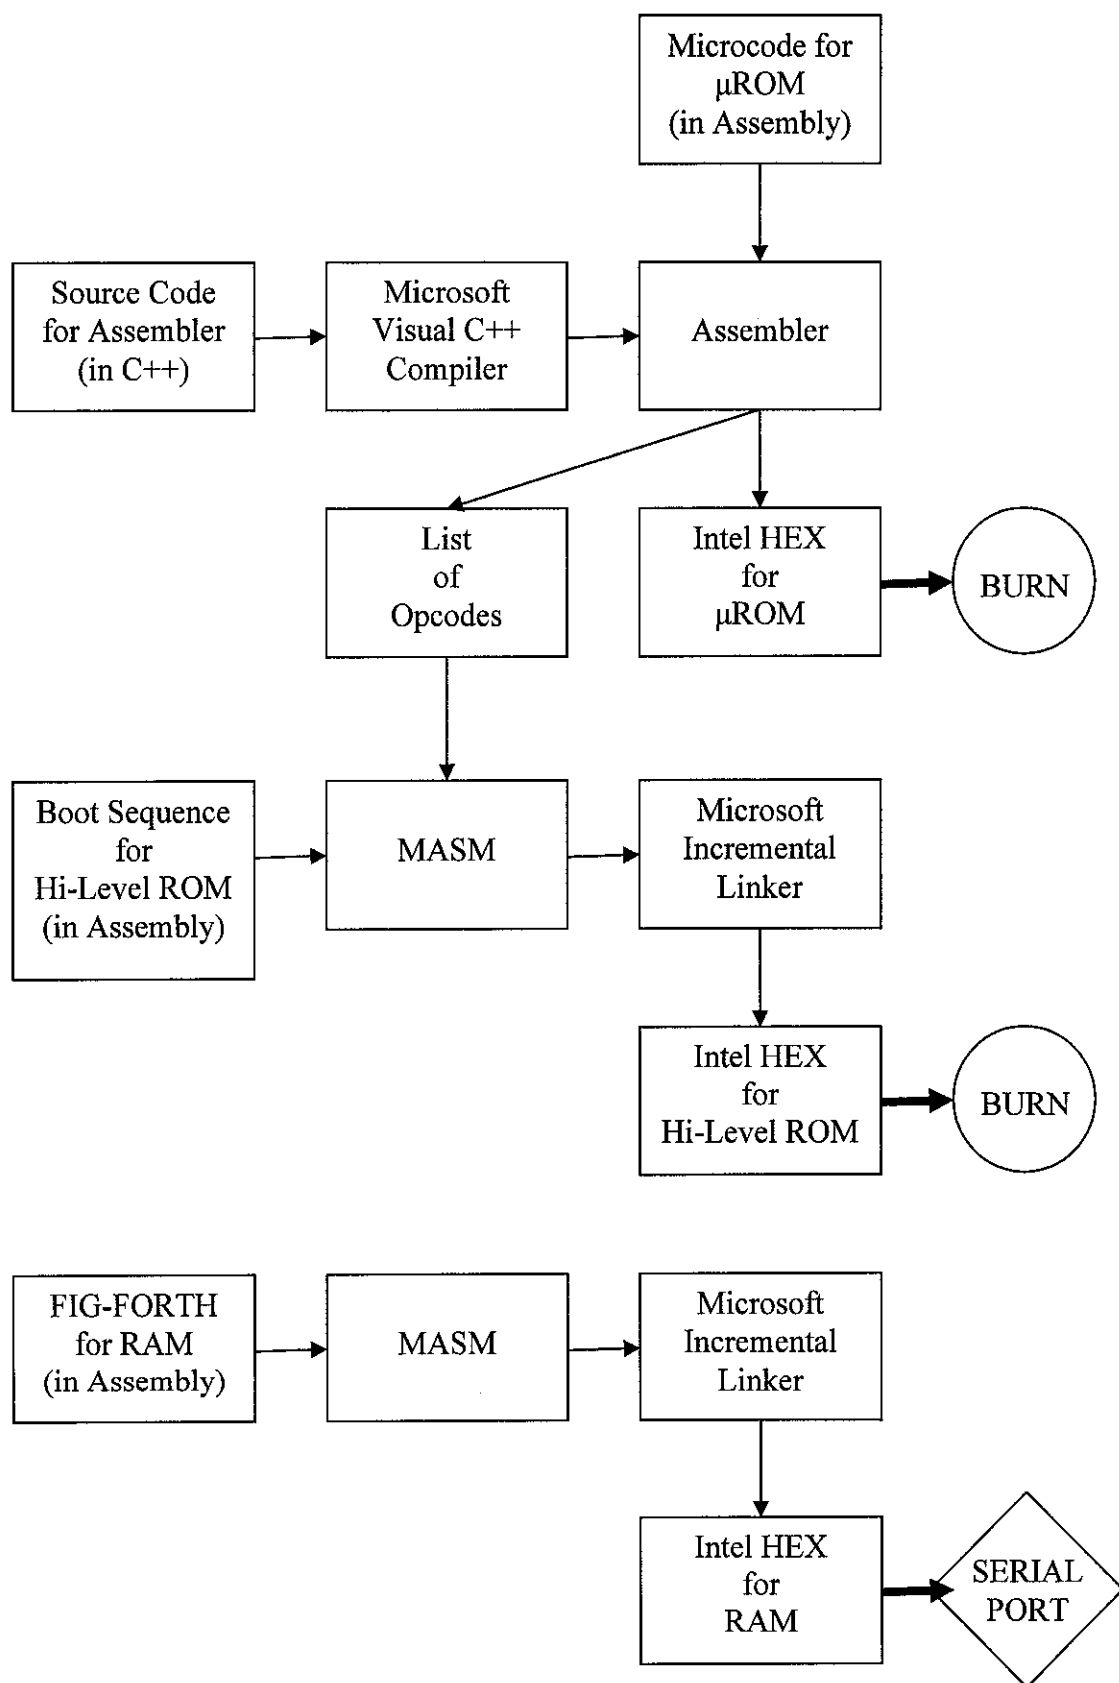 Microcode for
μROM
(in Assembly)
Source Code
for Assembler
(in C++)
Microsoft
Visual C++
Compiler
Assembler
List
of
Opcodes
Intel HEX
for
μROM
BURN
Boot Sequence
for
Hi-Level ROM
(in Assembly)
MASM
Microsoft
Incremental
Linker
Intel HEX
for
Hi-Level ROM
BURN
FIG-FORTH
for RAM
(in Assembly)
MASM
Microsoft
Incremental
Linker
Intel HEX
for
RAM
SERIAL
PORT